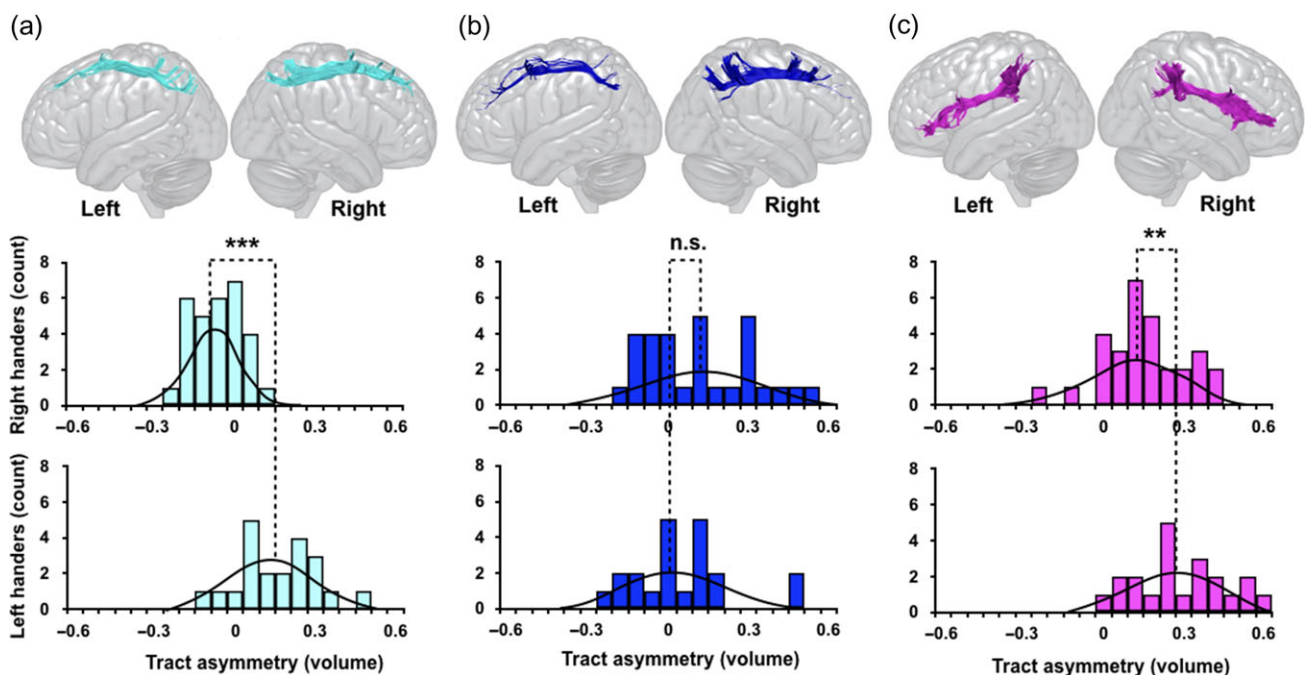 (a) (b) (c)
Left Right Left Right Left Right
*** n.s. **
Right handers (count)
8 8 8
6 6 6
4 4 4
2 2 2
0 0 0
–0.6 –0.3 0 0.3 0.6 –0.6 –0.3 0 0.3 0.6 –0.6 –0.3 0 0.3 0.6
Left handers (count)
8 8 8
6 6 6
4 4 4
2 2 2
0 0 0
–0.6 –0.3 0 0.3 0.6 –0.6 –0.3 0 0.3 0.6 –0.6 –0.3 0 0.3 0.6
Tract asymmetry (volume) Tract asymmetry (volume) Tract asymmetry (volume)